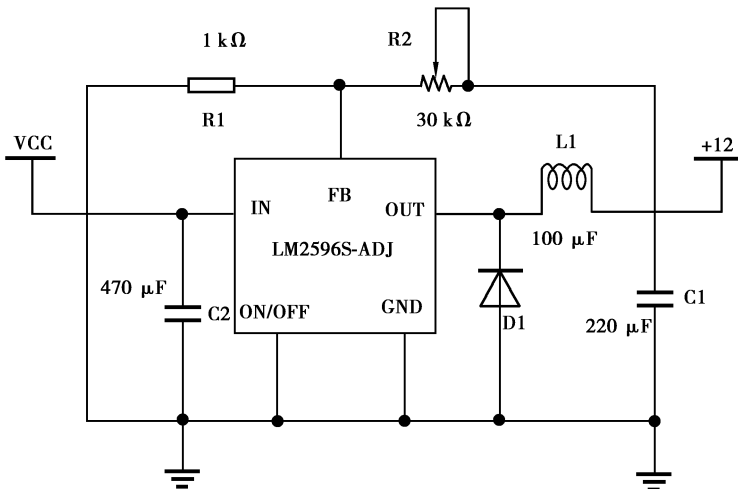 1 kΩ
R2
R1
30 kΩ
VCC
L1
+12
IN
FB
OUT
LM2596S-ADJ
100 μF
470 μF
C2
ON/OFF
GND
D1
C1
220 μF